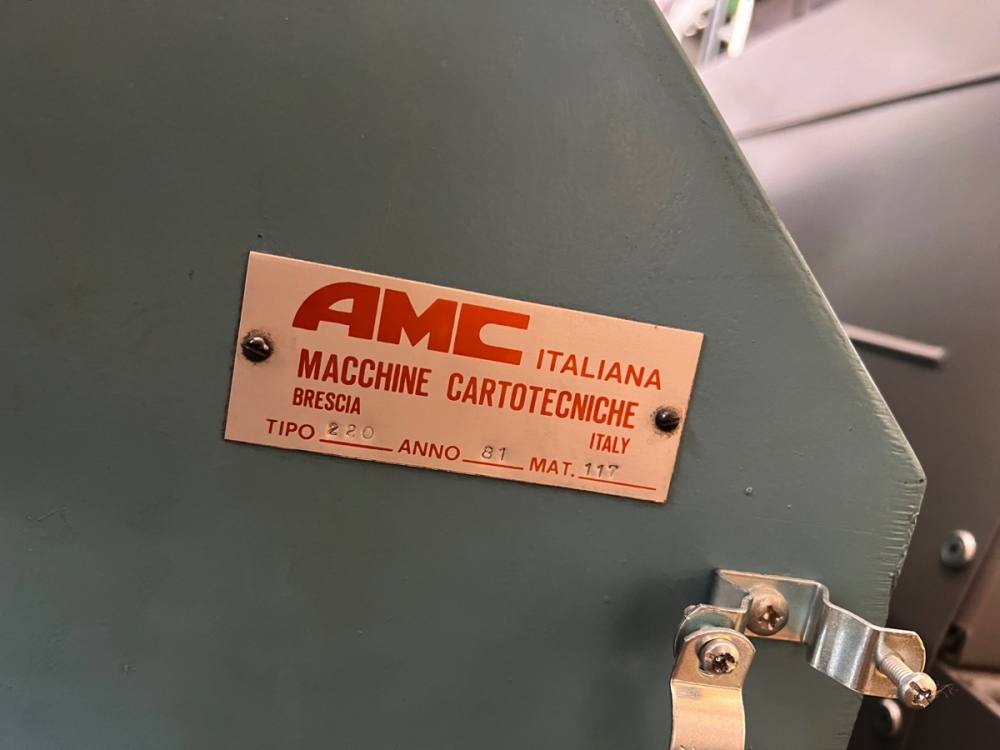 AMC ITALIANA
MACCHINE CARTOTECNICHE
BRESCIA ITALY
TIPO 220 ANNO 81 MAT. 117